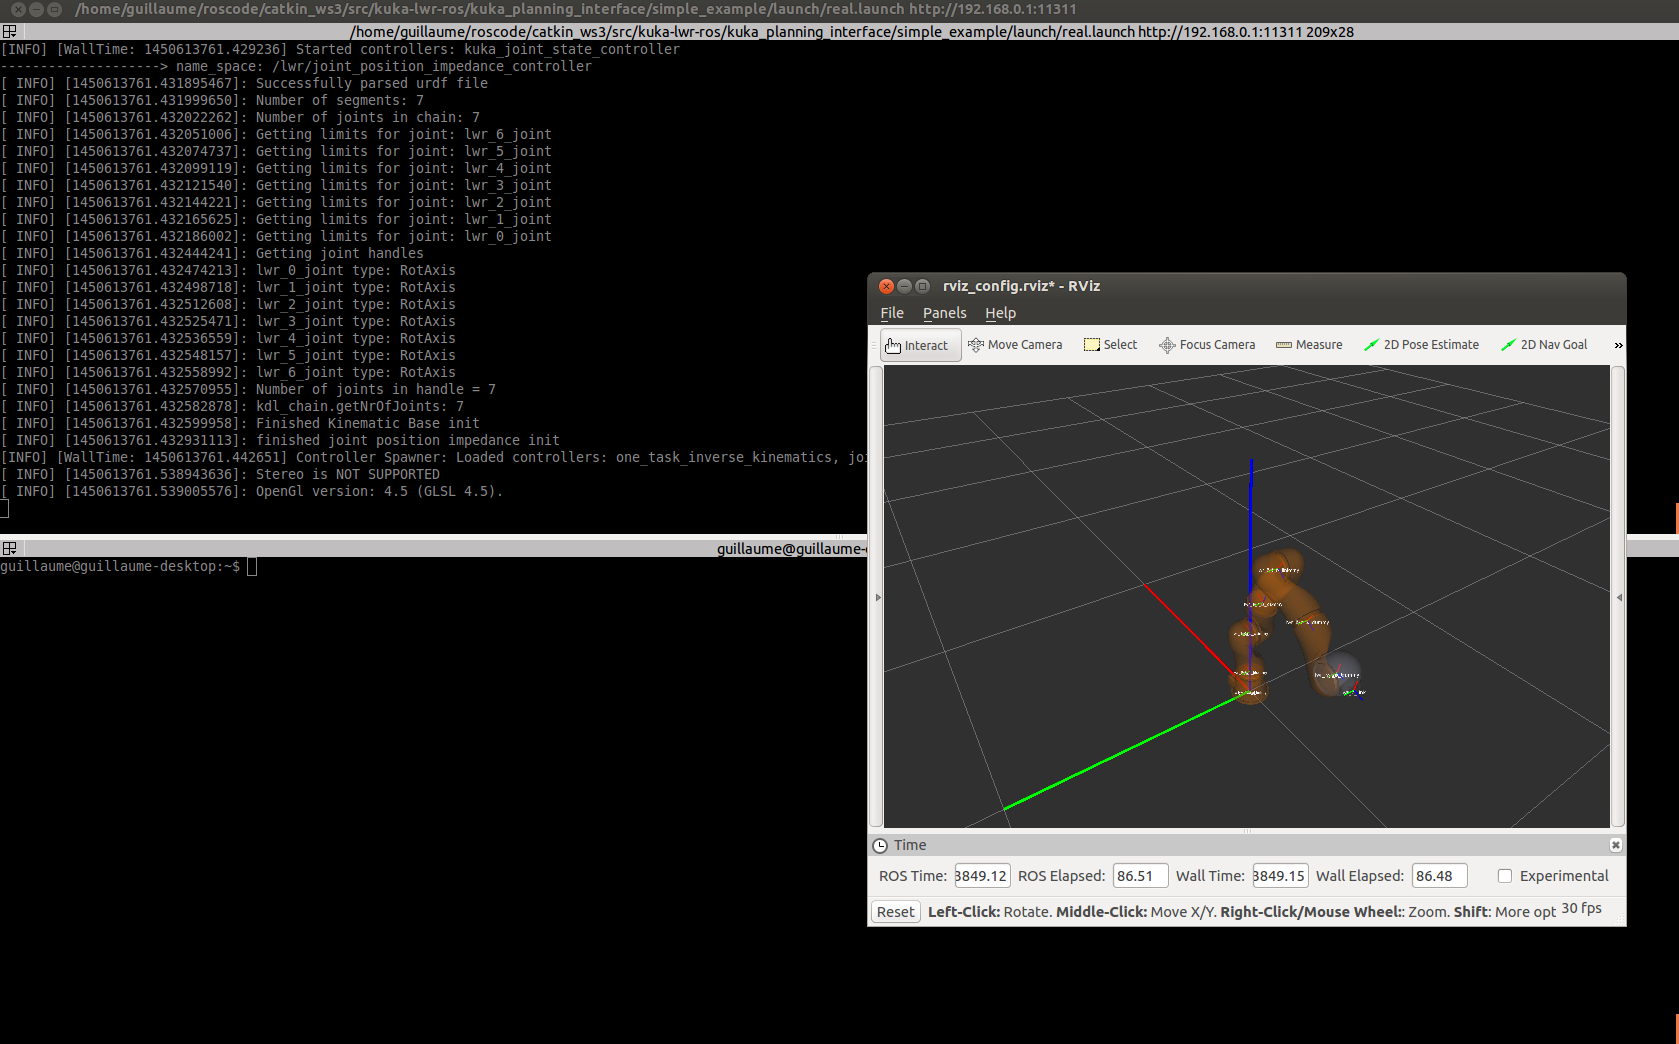 /home/guillaume/roscode/catkin_ws3/src/kuka-lwr-ros/kuka_planning_interface/simple_example/launch/real.launch http://192.168.0.1:11311
/home/guillaume/roscode/catkin_ws3/src/kuka-lwr-ros/kuka_planning_interface/simple_example/launch/real.launch http://192.168.0.1:11311 209x28
[INFO] [WallTime: 1450613761.429236] Started controllers: kuka_joint_state_controller
--------------------> name_space: /lwr/joint_position_impedance_controller
[ INFO] [1450613761.431895467]: Successfully parsed urdf file
[ INFO] [1450613761.431999650]: Number of segments: 7
[ INFO] [1450613761.432022262]: Number of joints in chain: 7
[ INFO] [1450613761.432051006]: Getting limits for joint: lwr_6_joint
[ INFO] [1450613761.432074737]: Getting limits for joint: lwr_5_joint
[ INFO] [1450613761.432099119]: Getting limits for joint: lwr_4_joint
[ INFO] [1450613761.432121540]: Getting limits for joint: lwr_3_joint
[ INFO] [1450613761.432144221]: Getting limits for joint: lwr_2_joint
[ INFO] [1450613761.432165625]: Getting limits for joint: lwr_1_joint
[ INFO] [1450613761.432186002]: Getting limits for joint: lwr_0_joint
[ INFO] [1450613761.432444241]: Getting joint handles
[ INFO] [1450613761.432474213]: lwr_0_joint type: RotAxis
[ INFO] [1450613761.432498718]: lwr_1_joint type: RotAxis
[ INFO] [1450613761.432512608]: lwr_2_joint type: RotAxis
[ INFO] [1450613761.432525471]: lwr_3_joint type: RotAxis
[ INFO] [1450613761.432536559]: lwr_4_joint type: RotAxis
[ INFO] [1450613761.432548157]: lwr_5_joint type: RotAxis
[ INFO] [1450613761.432558992]: lwr_6_joint type: RotAxis
[ INFO] [1450613761.432570955]: Number of joints in handle = 7
[ INFO] [1450613761.432582878]: kdl_chain.getNrOfJoints: 7
[ INFO] [1450613761.432599958]: Finished Kinematic Base init
[ INFO] [1450613761.432931113]: finished joint position impedance init
[INFO] [WallTime: 1450613761.442651] Controller Spawner: Loaded controllers: one_task_inverse_kinematics, joi
[ INFO] [1450613761.538943636]: Stereo is NOT SUPPORTED
[ INFO] [1450613761.539005576]: OpenGl version: 4.5 (GLSL 4.5).
guillaume@guillaume-
guillaume@guillaume-desktop:~$
rviz_config.rviz* - RViz
File Panels Help
Interact Move Camera Select Focus Camera Measure 2D Pose Estimate 2D Nav Goal »
Time
ROS Time: 3849.12 ROS Elapsed: 86.51 Wall Time: 3849.15 Wall Elapsed: 86.48 Experimental
Reset Left-Click: Rotate. Middle-Click: Move X/Y. Right-Click/Mouse Wheel:: Zoom. Shift: More opt 30 fps